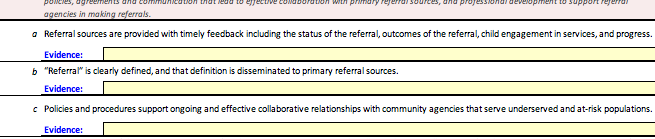 policies, agreements and communication that lead to effective collaboration with primary referral sources, and professional development to support referral
agencies in making referrals.
a Referral sources are provided with timely feedback including the status of the referral, outcomes of the referral, child engagement in services, and progress.
Evidence:
b "Referral" is clearly defined, and that definition is disseminated to primary referral sources.
Evidence:
c Policies and procedures support ongoing and effective collaborative relationships with community agencies that serve underserved and at-risk populations.
Evidence: